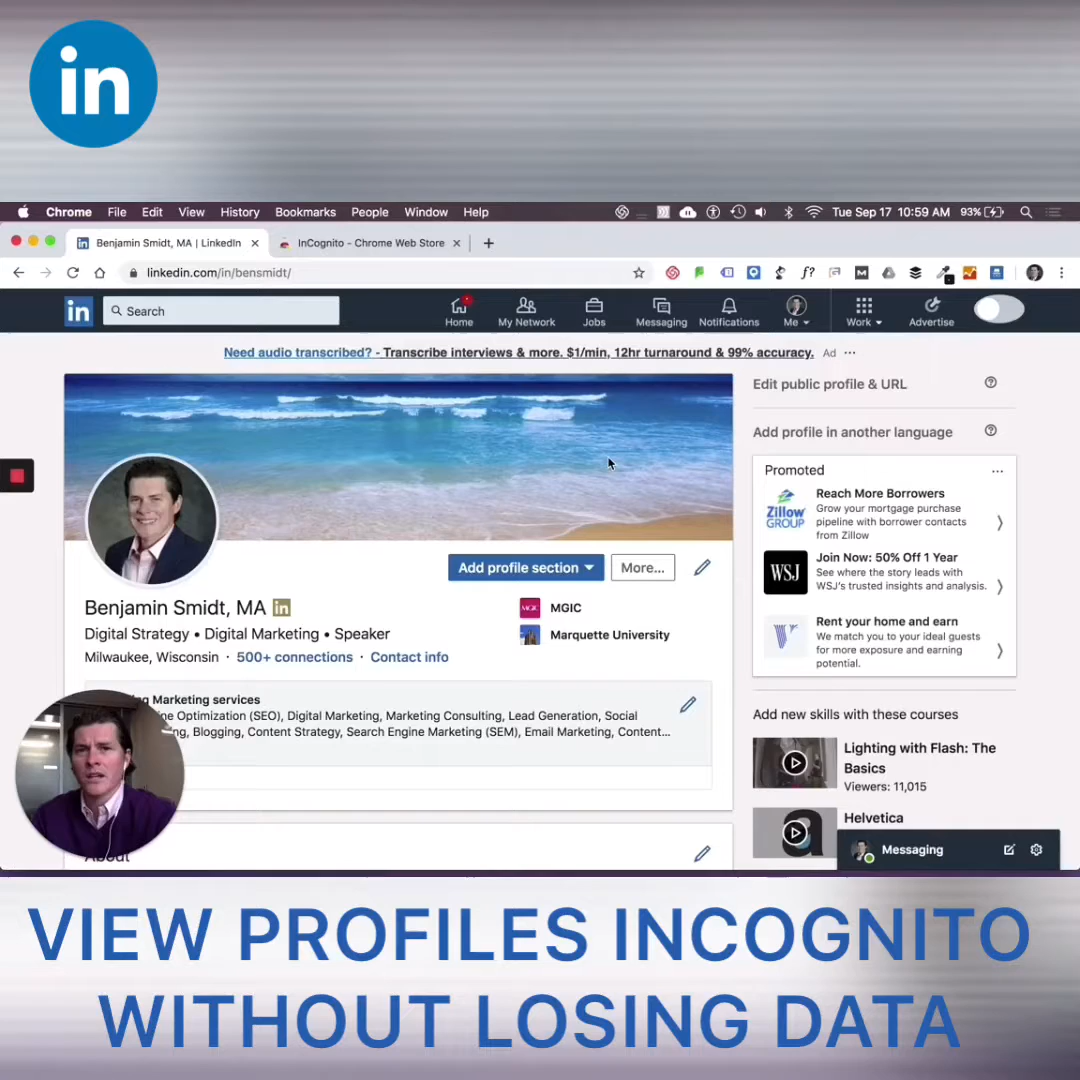 in
Chrome File Edit View History Bookmarks People Window Help Tue Sep 17 10:59 AM 93%
Benjamin Smidt, MA | LinkedIn × InCognito - Chrome Web Store × +
linkedin.com/in/bensmidt/
in Search Home My Network Jobs Messaging Notifications Me Work Advertise
Need audio transcribed? - Transcribe interviews & more. $1/min, 12hr turnaround & 99% accuracy. Ad ...
Edit public profile & URL
Add profile in another language
Promoted ...
Zillow GROUP
Reach More Borrowers
Grow your mortgage purchase
pipeline with borrower contacts
from Zillow
WSJ
Join Now: 50% Off 1 Year
See where the story leads with
WSJ's trusted insights and analysis.
Rent your home and earn
We match you to your ideal guests
for more exposure and earning
potential.
Add profile section More...
Benjamin Smidt, MA in
Digital Strategy • Digital Marketing • Speaker
Milwaukee, Wisconsin · 500+ connections · Contact info
MGIC MGIC
Marquette University
Marketing services
Optimization (SEO), Digital Marketing, Marketing Consulting, Lead Generation, Social
Blogging, Content Strategy, Search Engine Marketing (SEM), Email Marketing, Content...
About
Add new skills with these courses
Lighting with Flash: The
Basics
Viewers: 11,015
a
Helvetica
Messaging
VIEW PROFILES INCOGNITO
WITHOUT LOSING DATA